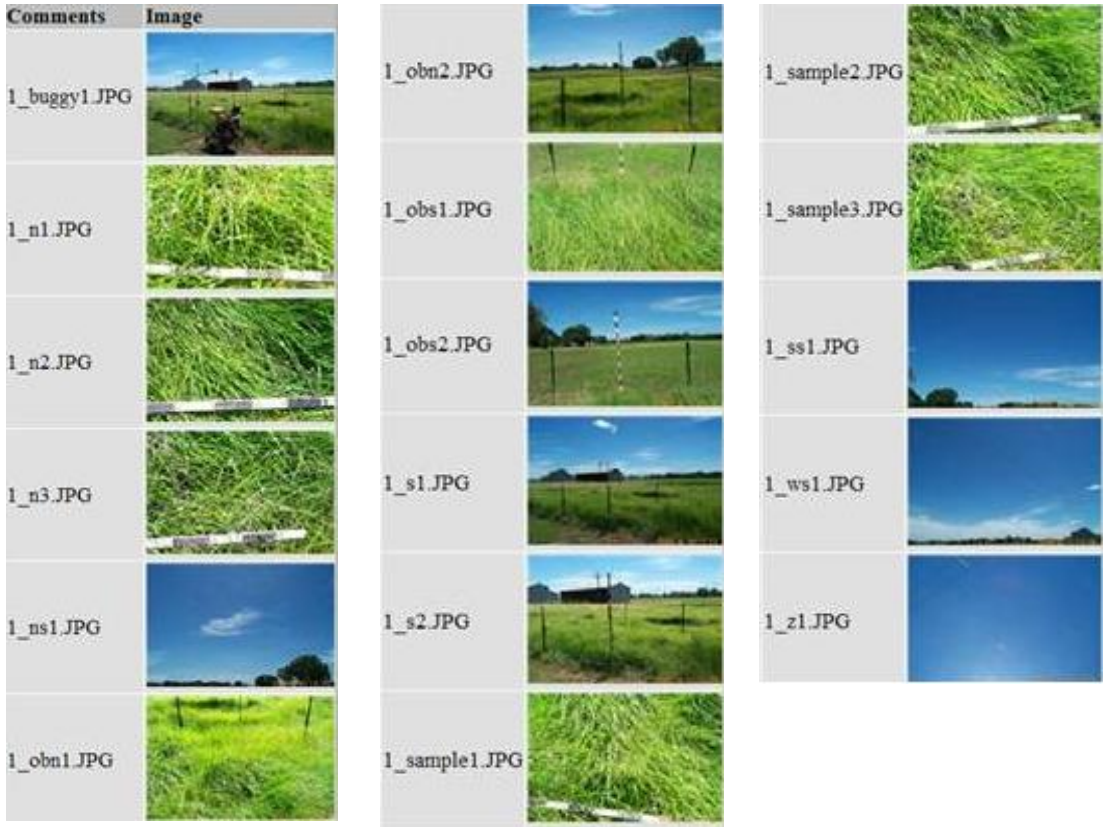 Comments Image
1_buggy1.JPG
1_n1.JPG
1_n2.JPG
1_n3.JPG
1_ns1.JPG
1_obn1.JPG
1_obn2.JPG
1_obs1.JPG
1_obs2.JPG
1_s1.JPG
1_s2.JPG
1_sample1.JPG
1_sample2.JPG
1_sample3.JPG
1_ss1.JPG
1_ws1.JPG
1_z1.JPG